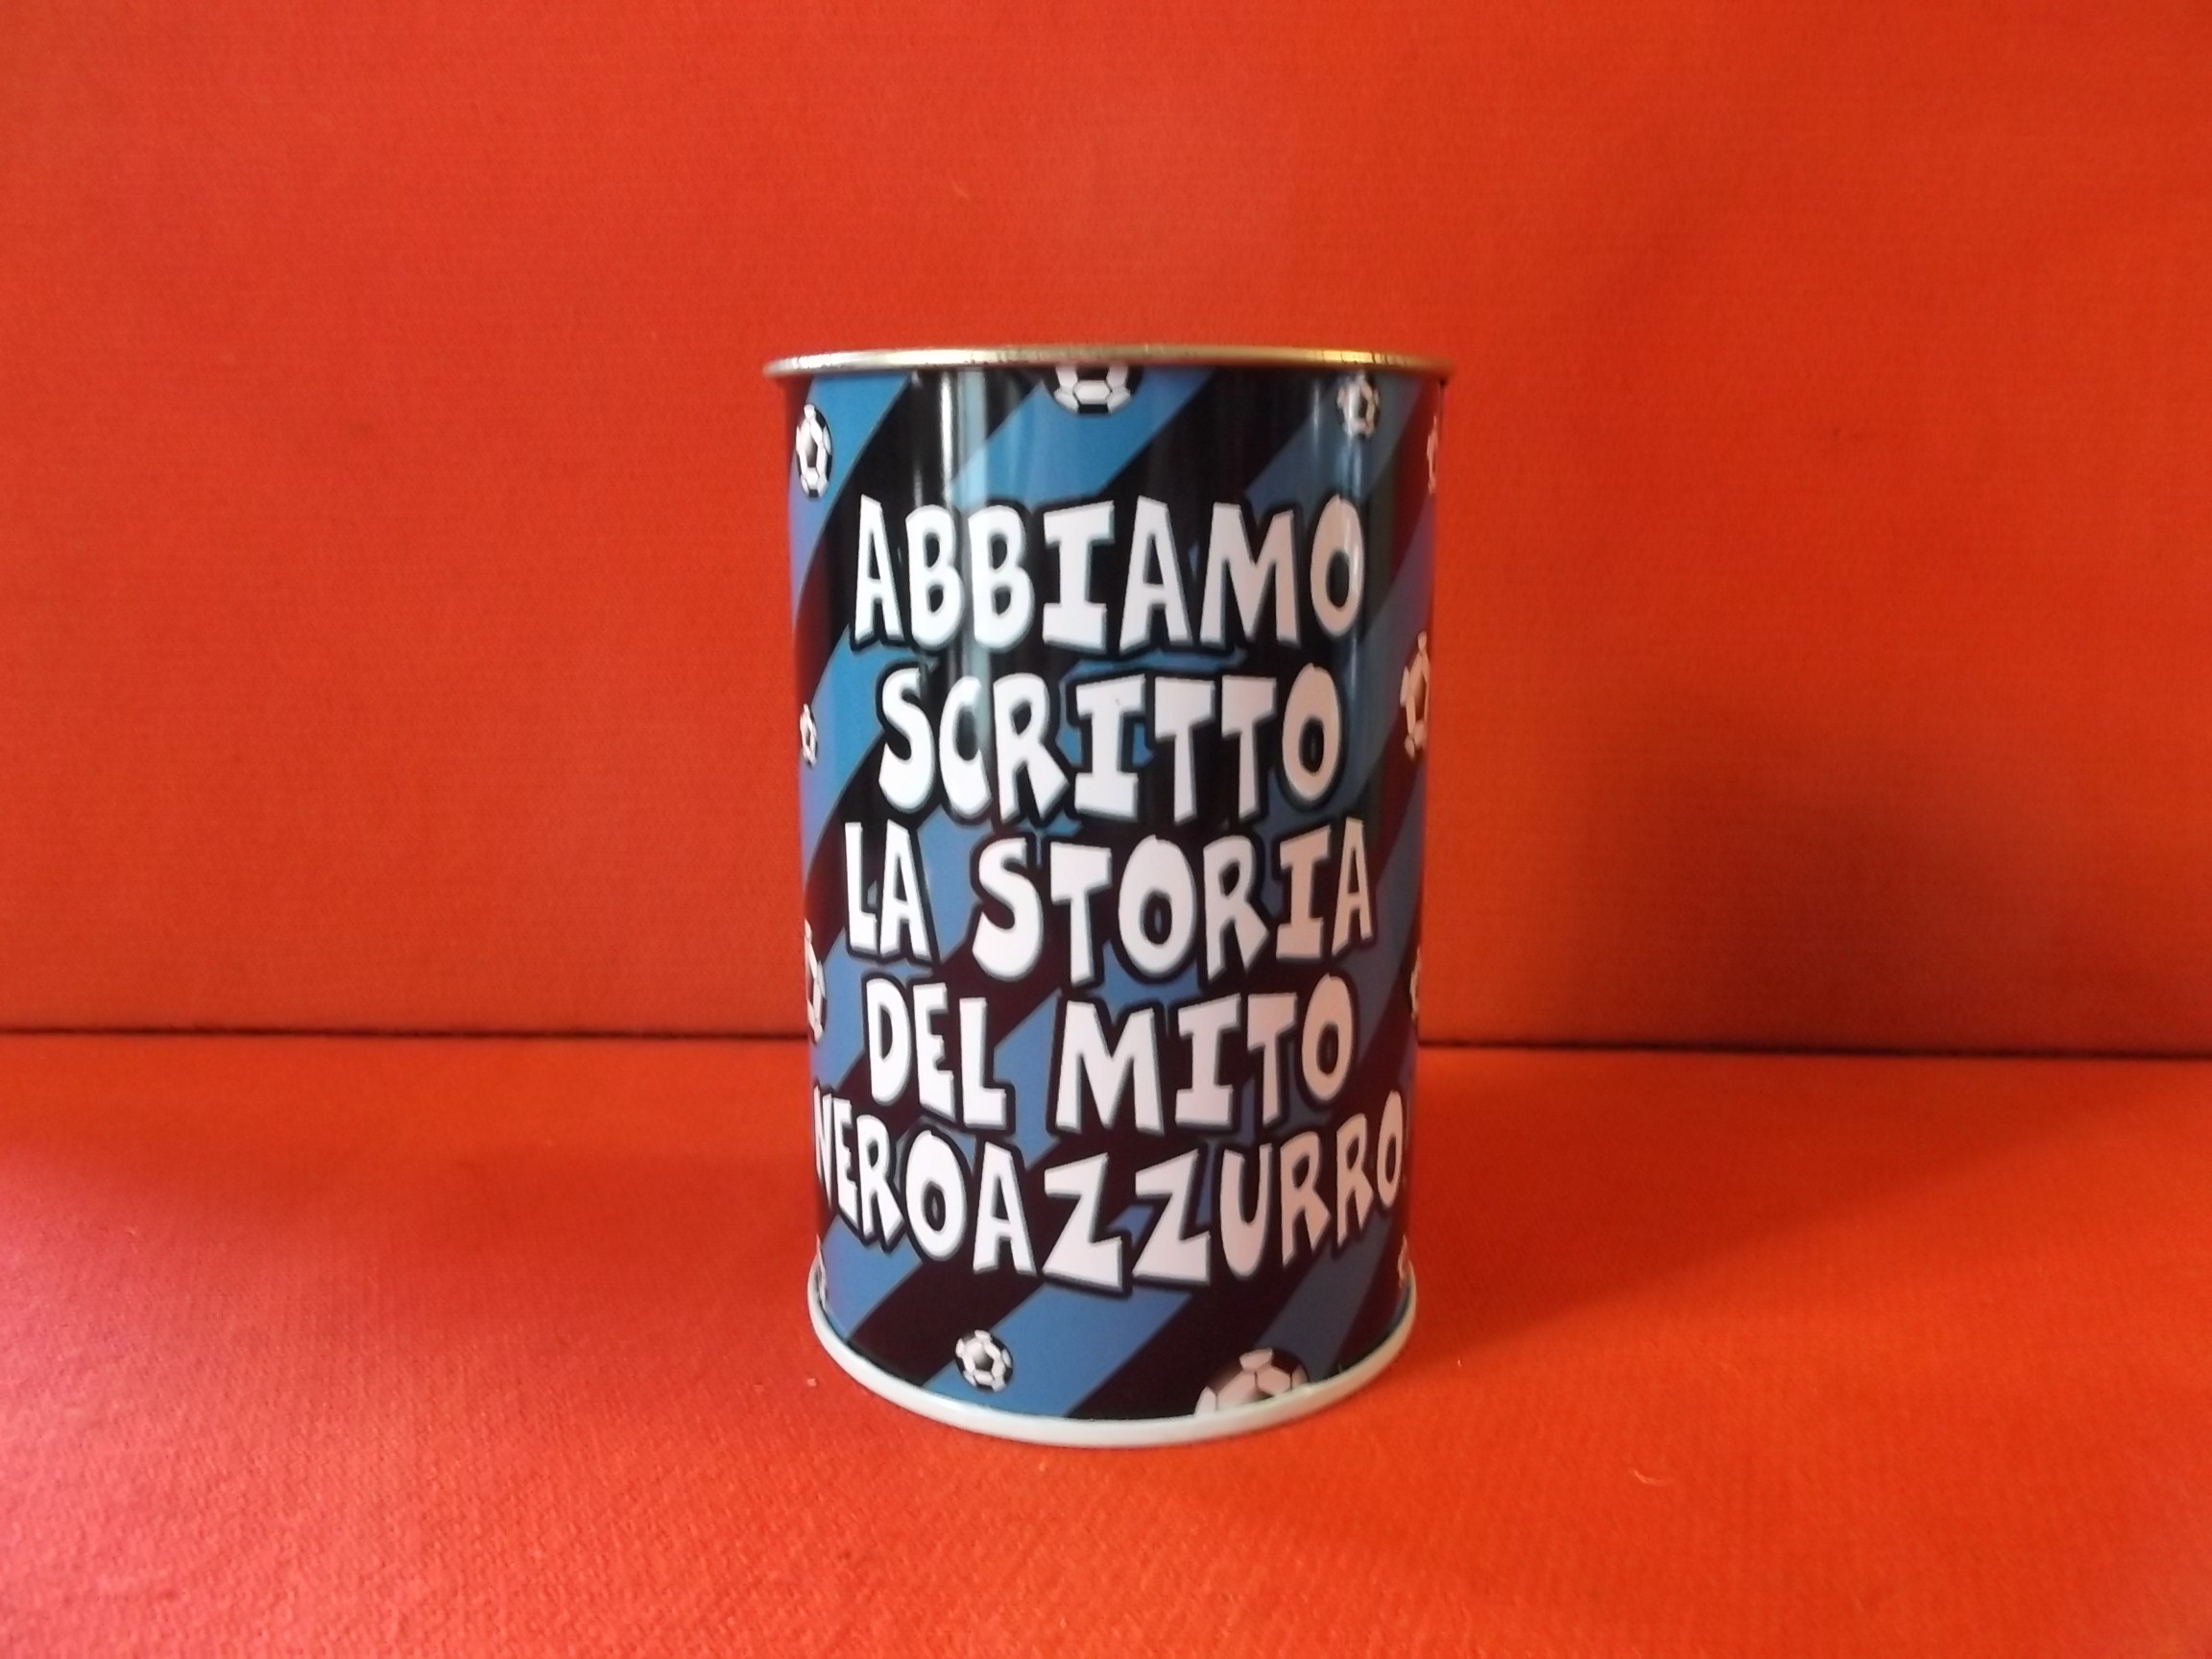 ABBIAMO
SCRITTO
LA STORIA
DEL MITO
NEROAZZURRO